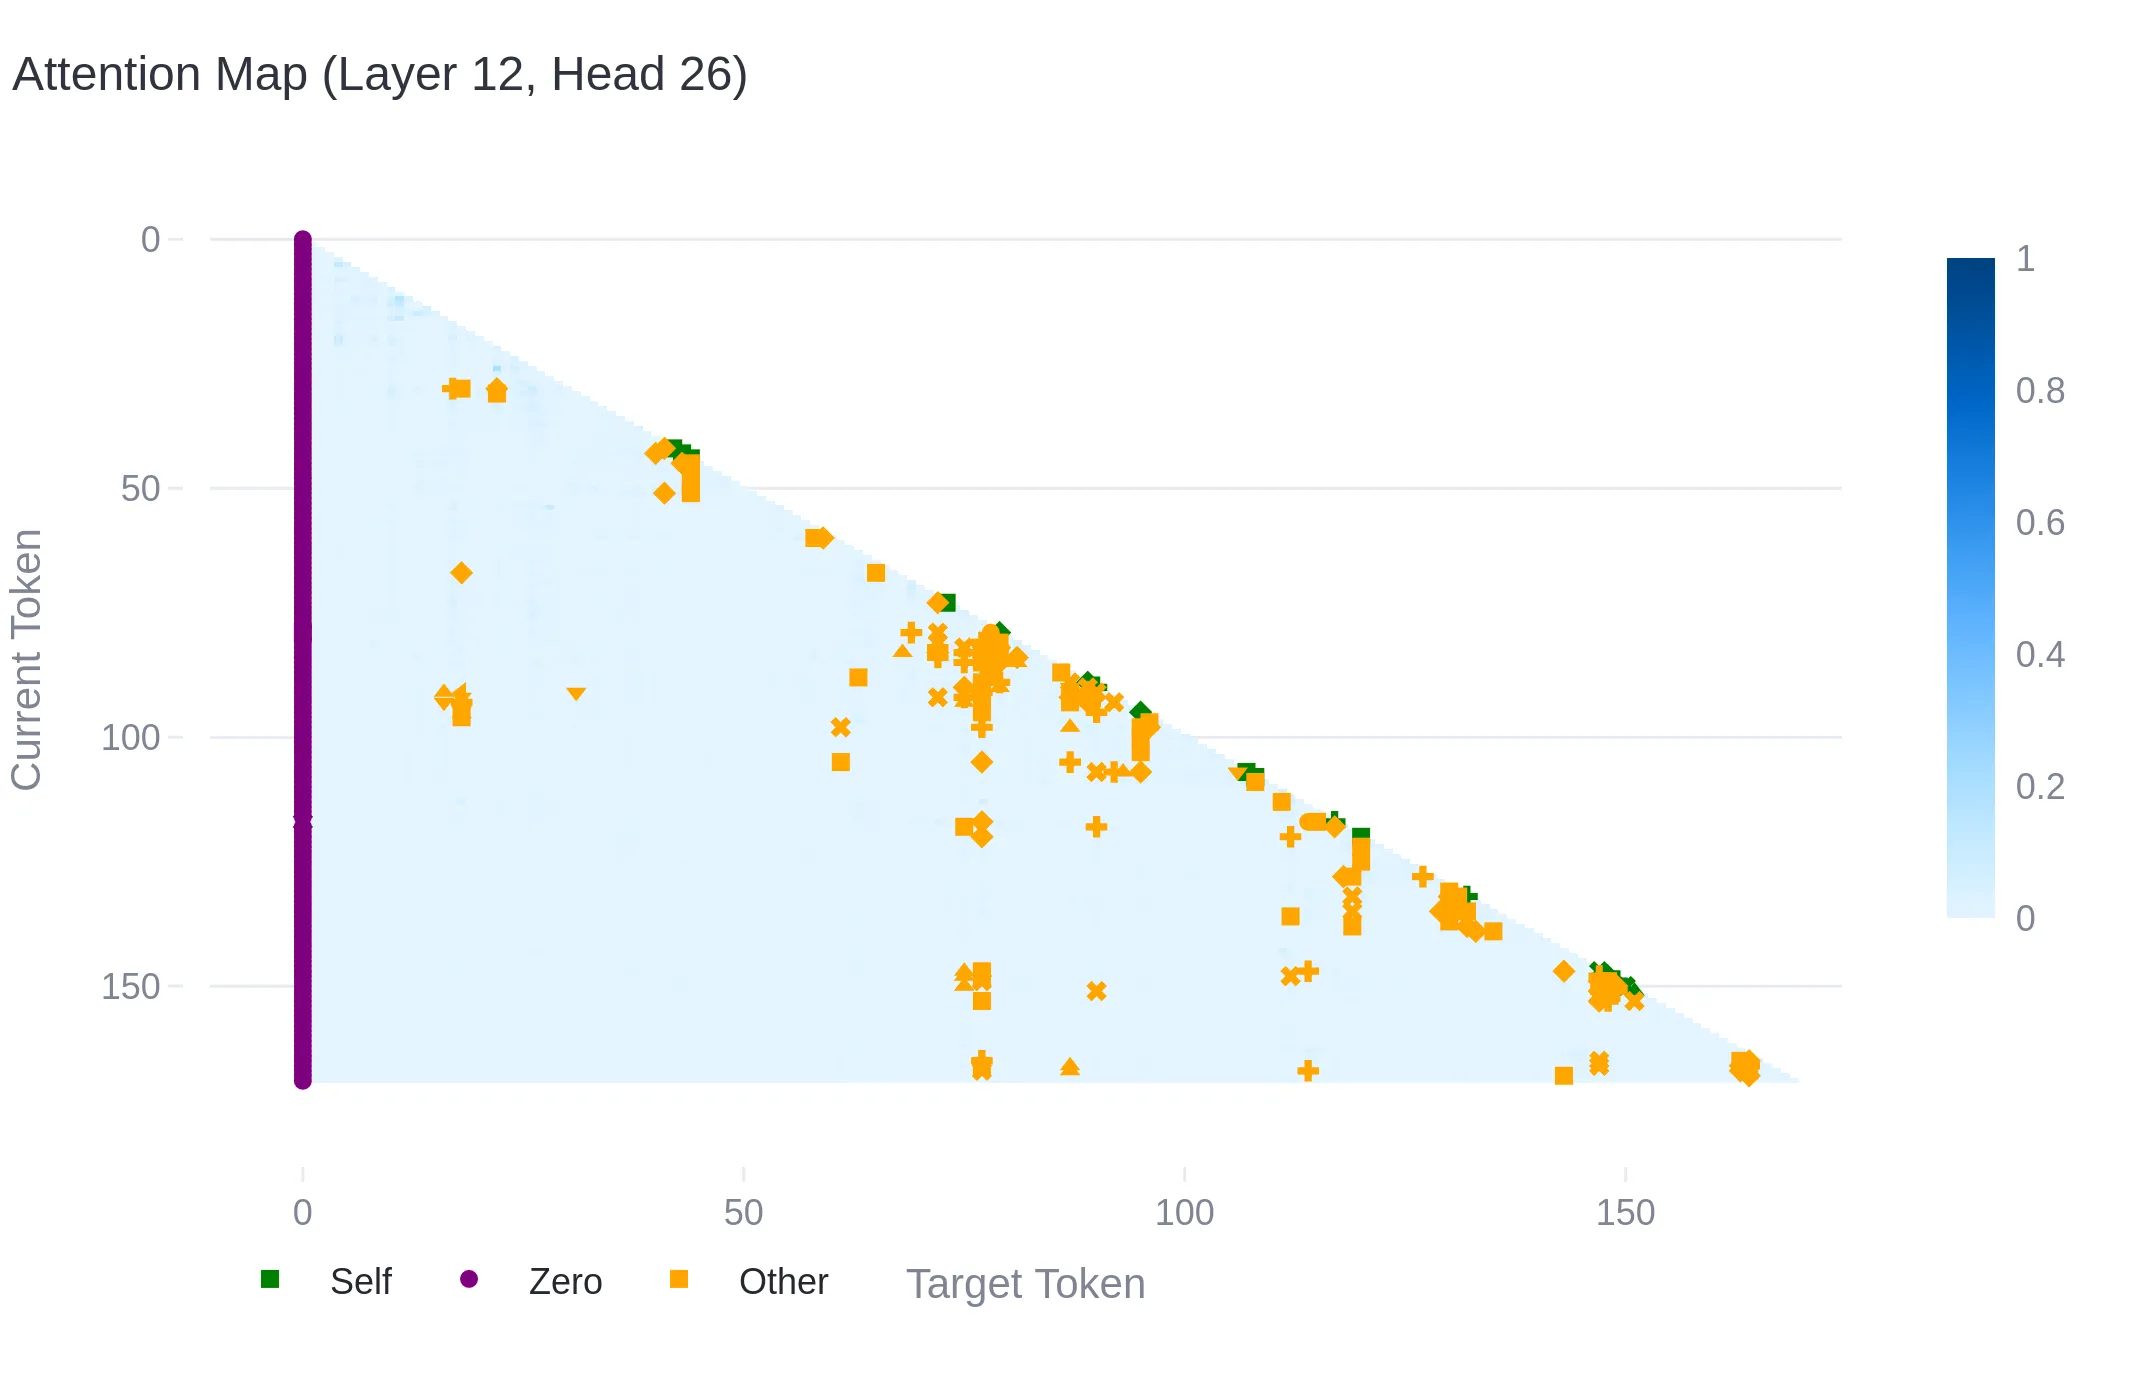 Attention Map (Layer 12, Head 26)
0
50
100
150
Current Token
1
0.8
0.6
0.4
0.2
0
0 50 100 150
Self Zero Other Target Token